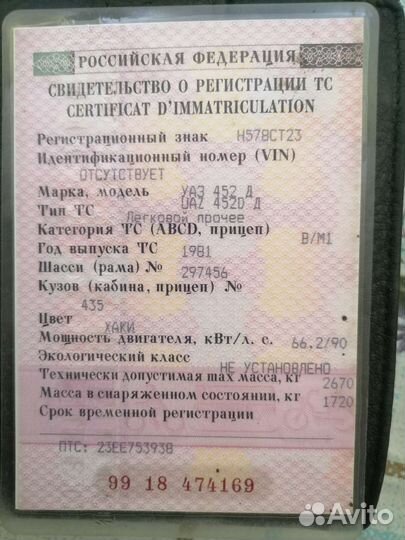 РОССИЙСКАЯ ФЕДЕРАЦИЯ
СВИДЕТЕЛЬСТВО О РЕГИСТРАЦИИ ТС
CERTIFICAT D'IMMATRICULATION
Регистрационный знак Н578СТ23
Идентификационный номер (VIN)
ОТСУТСТВУЕТ
Марка, модель УАЗ 452 Д
Тип ТС UAZ 452D Д
Легковой прочее
Категория ТС (ABCD, прицеп) B/M1
Год выпуска ТС 1981
Шасси (рама) № 297456
Кузов (кабина, прицеп) №
435
Цвет ХАКИ
Мощность двигателя, кВт/л. с. 66,2/90
Экологический класс
НЕ УСТАНОВЛЕНО
Технически допустимая max масса, кг 2670
Масса в снаряженном состоянии, кг 1720
Срок временной регистрации
ПТС: 23ЕЕ753938
99 18 474169
Avito